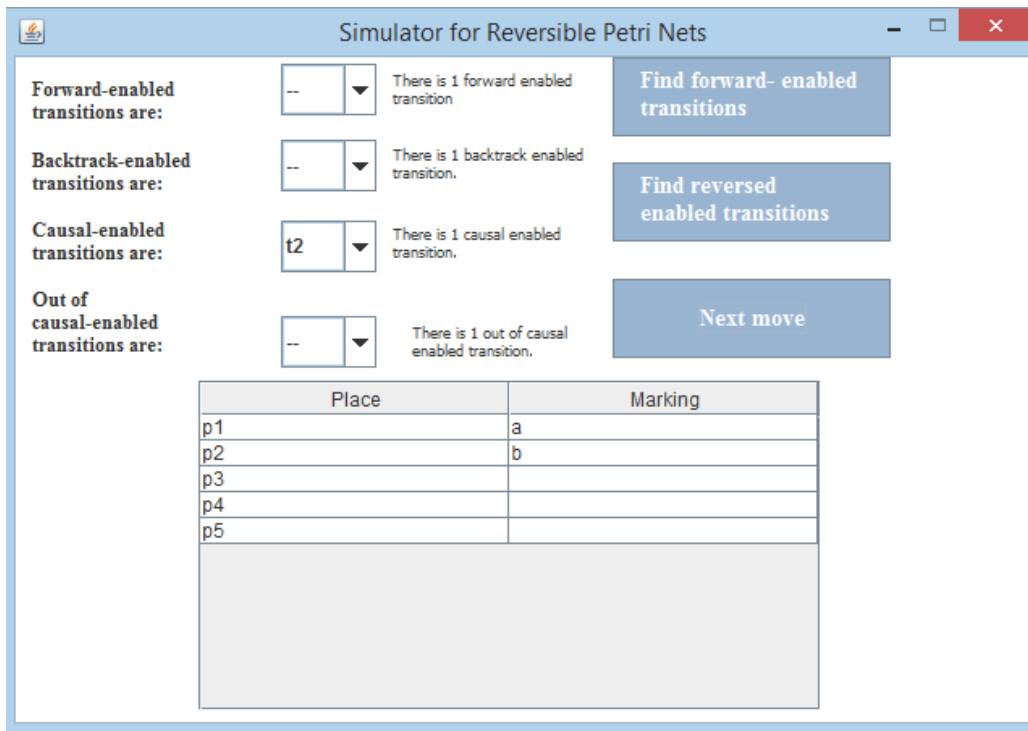 Simulator for Reversible Petri Nets
Forward-enabled
transitions are:
--
There is 1 forward enabled
transition
Find forward- enabled
transitions
Backtrack-enabled
transitions are:
--
There is 1 backtrack enabled
transition.
Find reversed
enabled transitions
Causal-enabled
transitions are:
t2
There is 1 causal enabled
transition.
Out of
causal-enabled
transitions are:
--
There is 1 out of causal
enabled transition.
Next move
Place Marking
p1 a
p2 b
p3
p4
p5